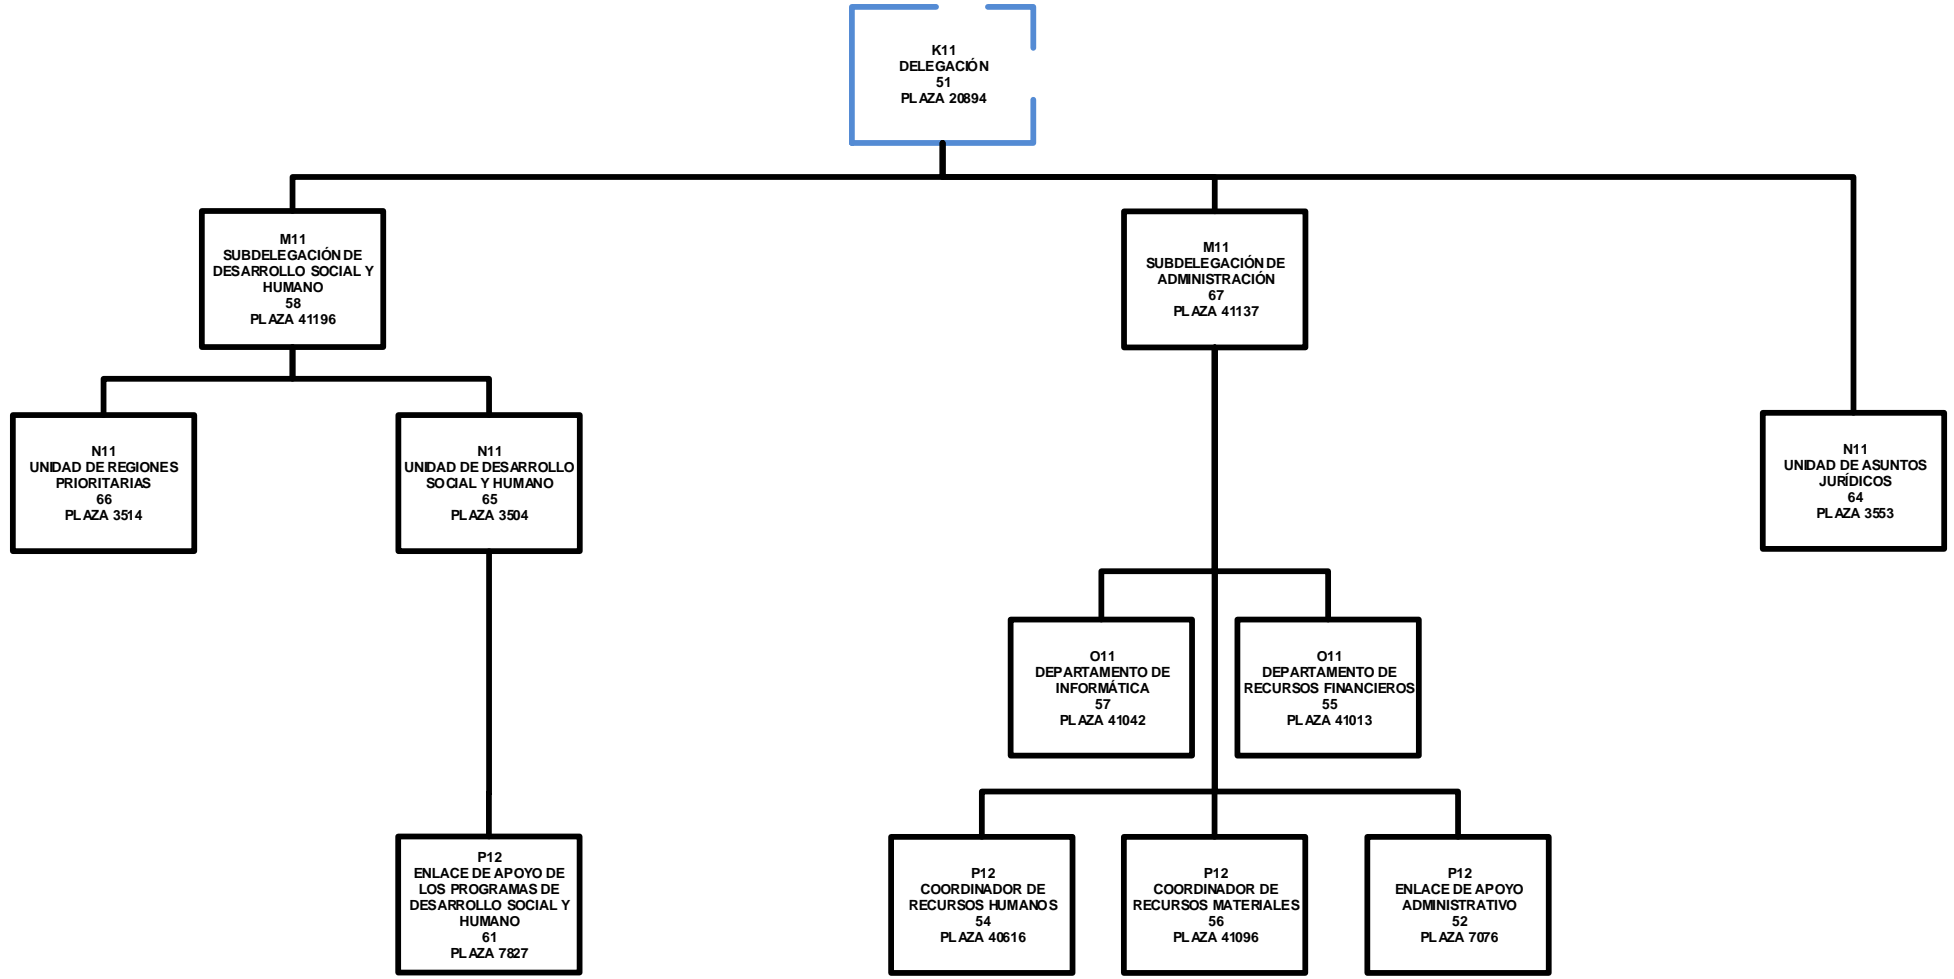 K11
DELEGACIÓN
51
PLAZA 20894
M11
SUBDELEGACIÓN DE
DESARROLLO SOCIAL Y
HUMANO
58
PLAZA 41196
M11
SUBDELEGACIÓN DE
ADMINISTRACIÓN
67
PLAZA 41137
N11
UNIDAD DE REGIONES
PRIORITARIAS
66
PLAZA 3514
N11
UNIDAD DE DESARROLLO
SOCIAL Y HUMANO
65
PLAZA 3504
N11
UNIDAD DE ASUNTOS
JURÍDICOS
64
PLAZA 3553
O11
DEPARTAMENTO DE
INFORMÁTICA
57
PLAZA 41042
O11
DEPARTAMENTO DE
RECURSOS FINANCIEROS
55
PLAZA 41013
P12
ENLACE DE APOYO DE
LOS PROGRAMAS DE
DESARROLLO SOCIAL Y
HUMANO
61
PLAZA 7827
P12
COORDINADOR DE
RECURSOS HUMANOS
54
PLAZA 40616
P12
COORDINADOR DE
RECURSOS MATERIALES
56
PLAZA 41096
P12
ENLACE DE APOYO
ADMINISTRATIVO
52
PLAZA 7076